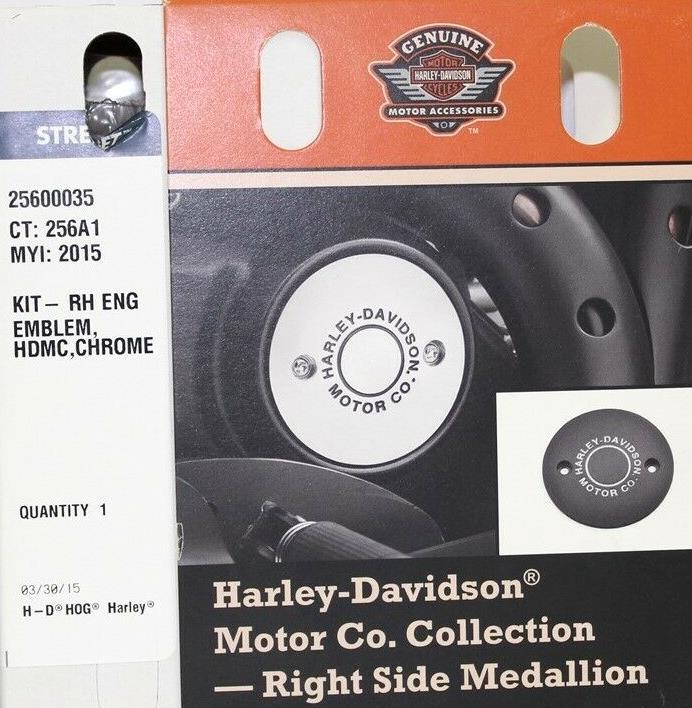 STREET
25600035
CT: 256A1
MYI: 2015
KIT – RH ENG
EMBLEM,
HDMC,CHROME
QUANTITY 1
03/30/15
H–D® HOG® Harley®
GENUINE
MOTOR
HARLEY-DAVIDSON
CYCLES
MOTOR ACCESSORIES
TM
HARLEY-DAVIDSON.
MOTOR CO.
HARLEY-DAVIDSON
MOTOR CO.
Harley-Davidson®
Motor Co. Collection
— Right Side Medallion